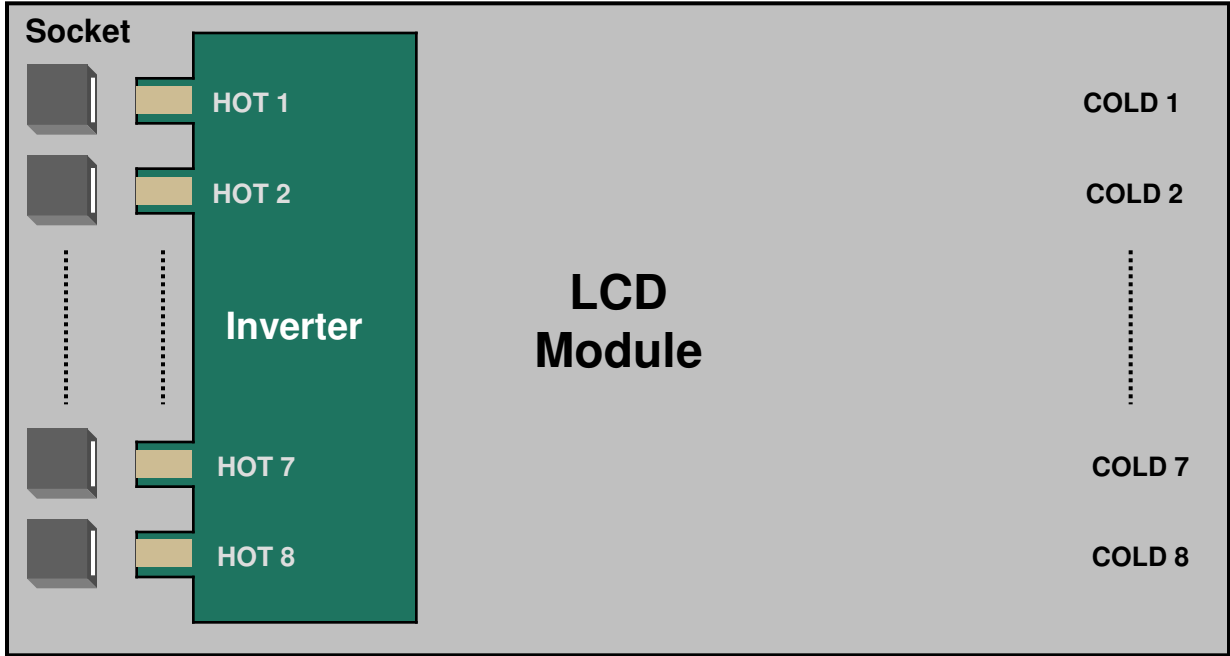 Socket
HOT 1
COLD 1
HOT 2
COLD 2
Inverter
LCD
Module
HOT 7
COLD 7
HOT 8
COLD 8